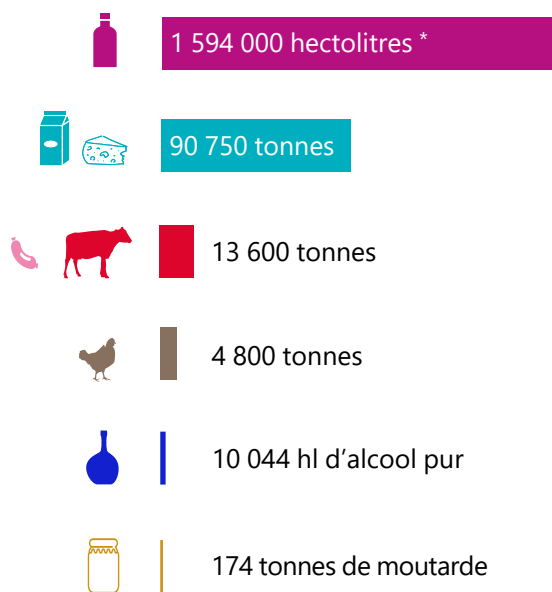 1 594 000 hectolitres *
90 750 tonnes
13 600 tonnes
4 800 tonnes
10 044 hl d’alcool pur
174 tonnes de moutarde